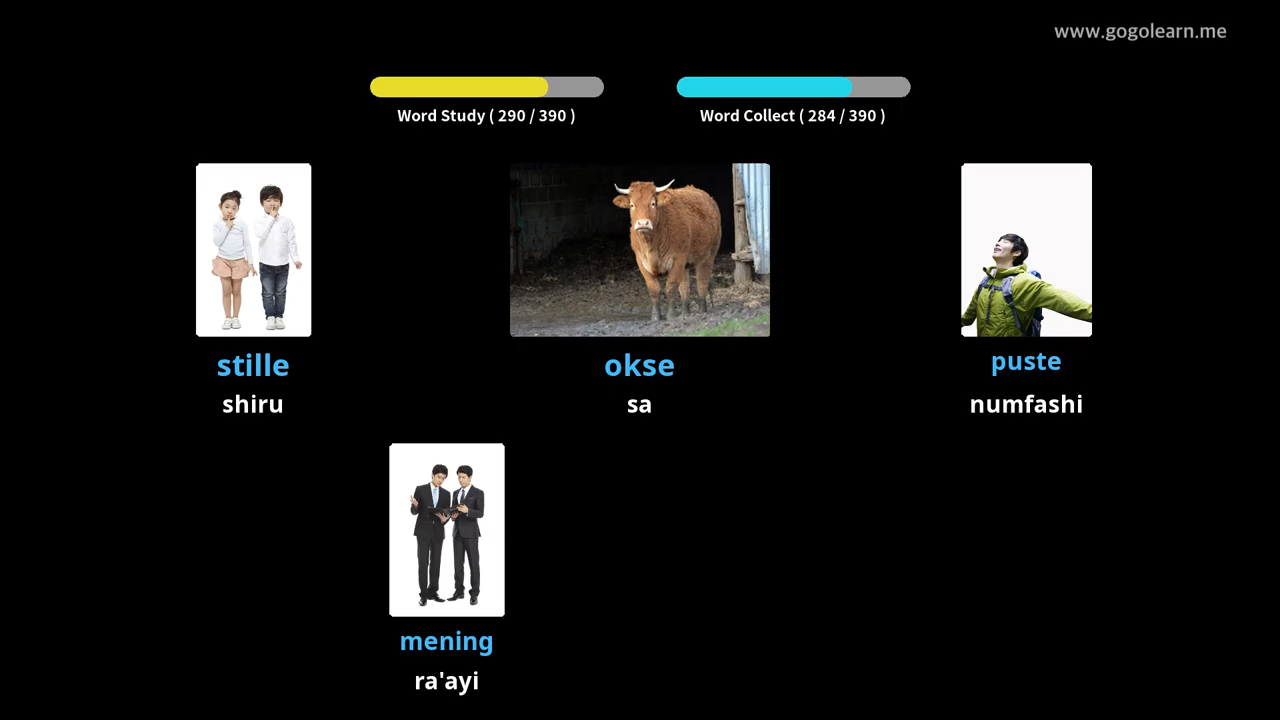 www.gogolearn.me
Word Study ( 290 / 390 )
Word Collect ( 284 / 390 )
stille
shiru
okse
sa
puste
numfashi
mening
ra'ayi